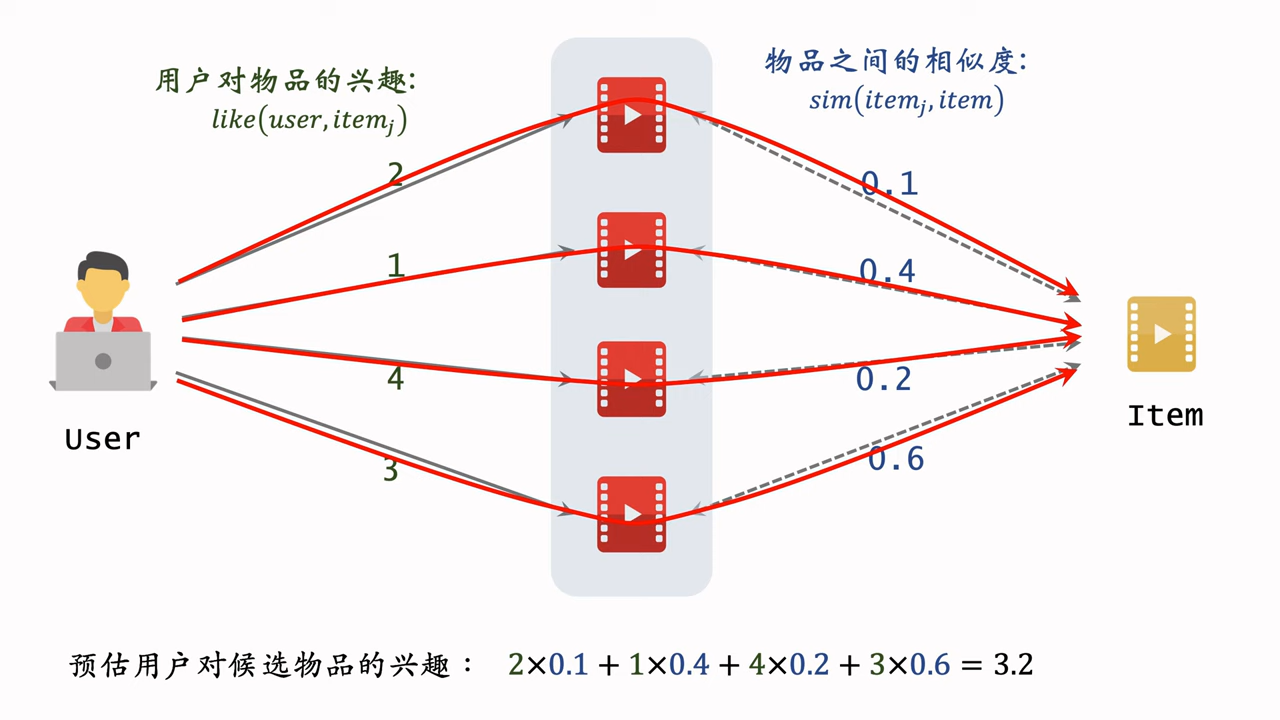 用户对物品的兴趣:
like(user,itemⱼ)
物品之间的相似度:
sim(itemⱼ,item)
2
0.1
1
0.4
4
0.2
3
0.6
User
Item
预估用户对候选物品的兴趣： 2×0.1 + 1×0.4 + 4×0.2 + 3×0.6 = 3.2